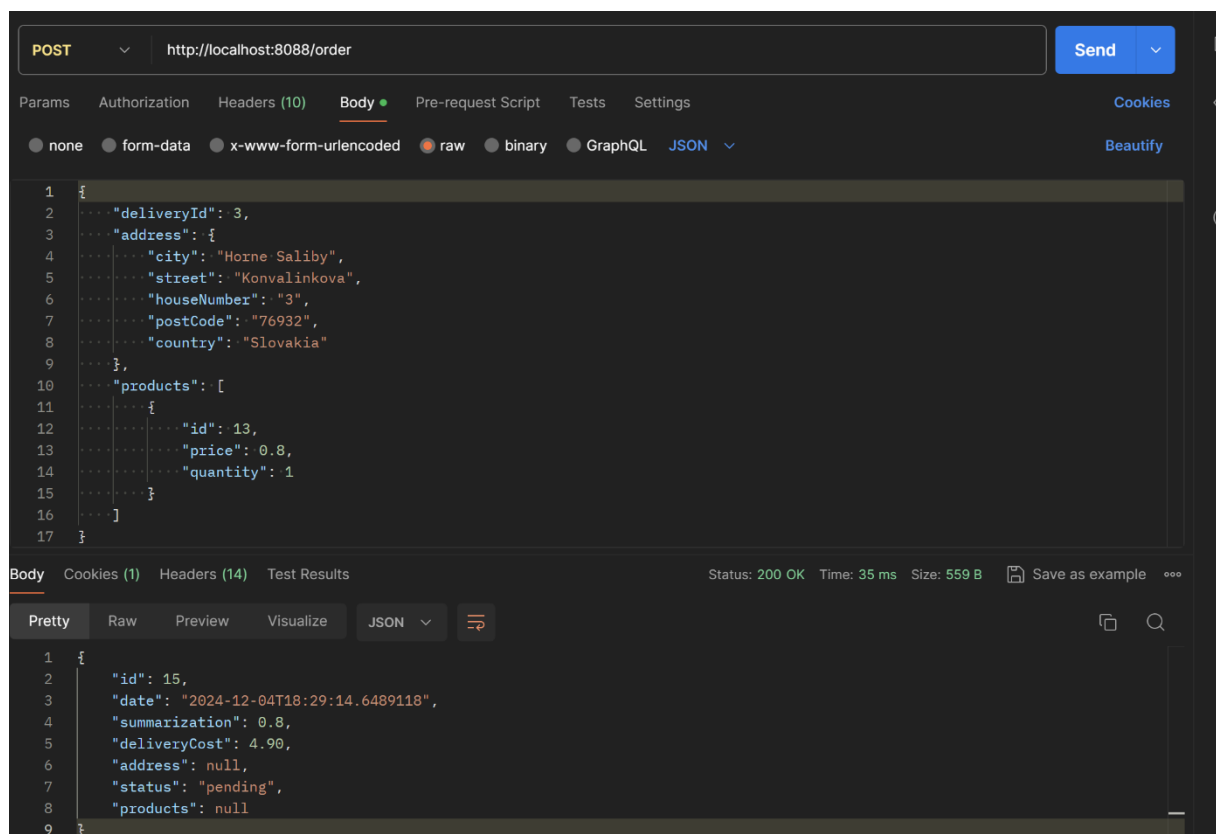 POST http://localhost:8088/order Send
Params Authorization Headers (10) Body Pre-request Script Tests Settings Cookies
none form-data x-www-form-urlencoded raw binary GraphQL JSON Beautify
1 {
2 "deliveryId": 3,
3 "address": {
4 "city": "Horne Saliby",
5 "street": "Konvalinkova",
6 "houseNumber": "3",
7 "postCode": "76932",
8 "country": "Slovakia"
9 },
10 "products": [
11 {
12 "id": 13,
13 "price": 0.8,
14 "quantity": 1
15 }
16 ]
17 }
Body Cookies (1) Headers (14) Test Results Status: 200 OK Time: 35 ms Size: 559 B Save as example
Pretty Raw Preview Visualize JSON
1 {
2 "id": 15,
3 "date": "2024-12-04T18:29:14.6489118",
4 "summarization": 0.8,
5 "deliveryCost": 4.90,
6 "address": null,
7 "status": "pending",
8 "products": null
9 }